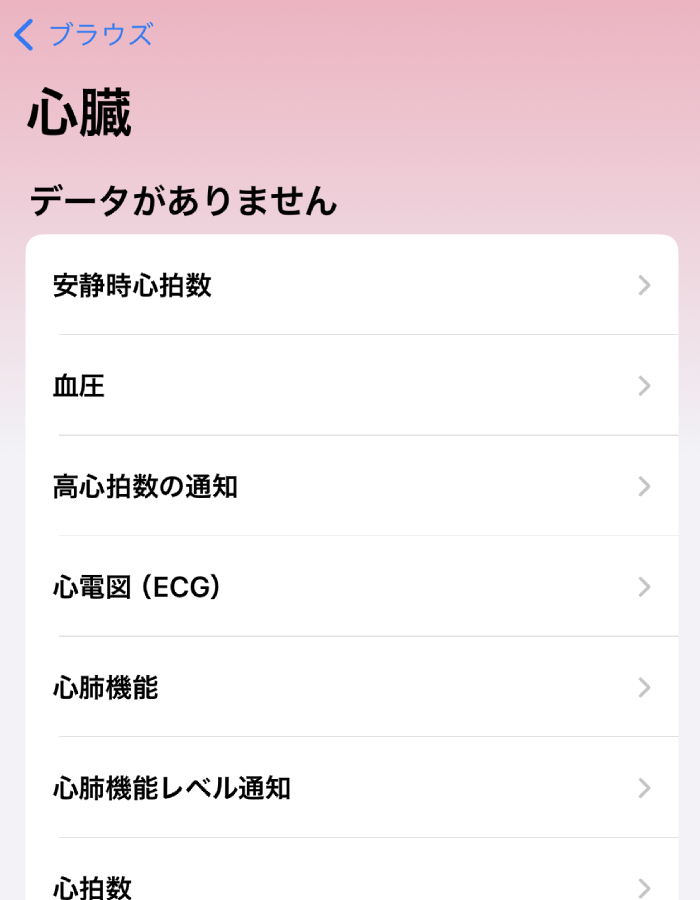 ブラウズ
心臓
データがありません
安静時心拍数
血圧
高心拍数の通知
心電図（ECG）
心肺機能
心肺機能レベル通知
心拍数